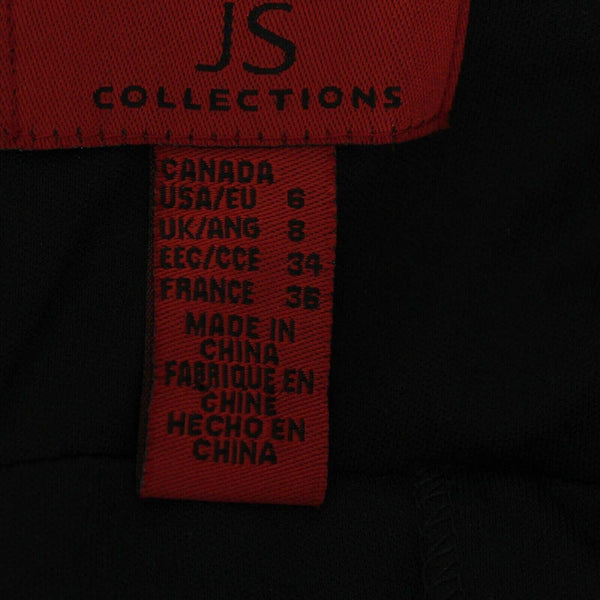 JS
COLLECTIONS
CANADA
USA/EU 6
UK/ANG 8
EEC/CCE 34
FRANCE 36
MADE IN
CHINA
FABRIQUE EN
CHINE
HECHO EN
CHINA